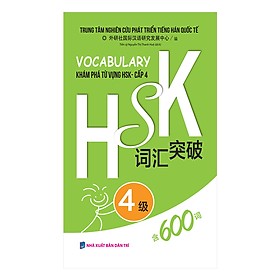 TRUNG TÂM NGHIÊN CỨU PHÁT TRIỂN TIẾNG HÁN QUỐC TẾ
外研社国际汉语研究发展中心 / 编
VOCABULARY
KHÁM PHÁ TỪ VỰNG HSK- CẤP 4
HSK
词汇突破
4级
含600词
NHÀ XUẤT BẢN DÂN TRÍ